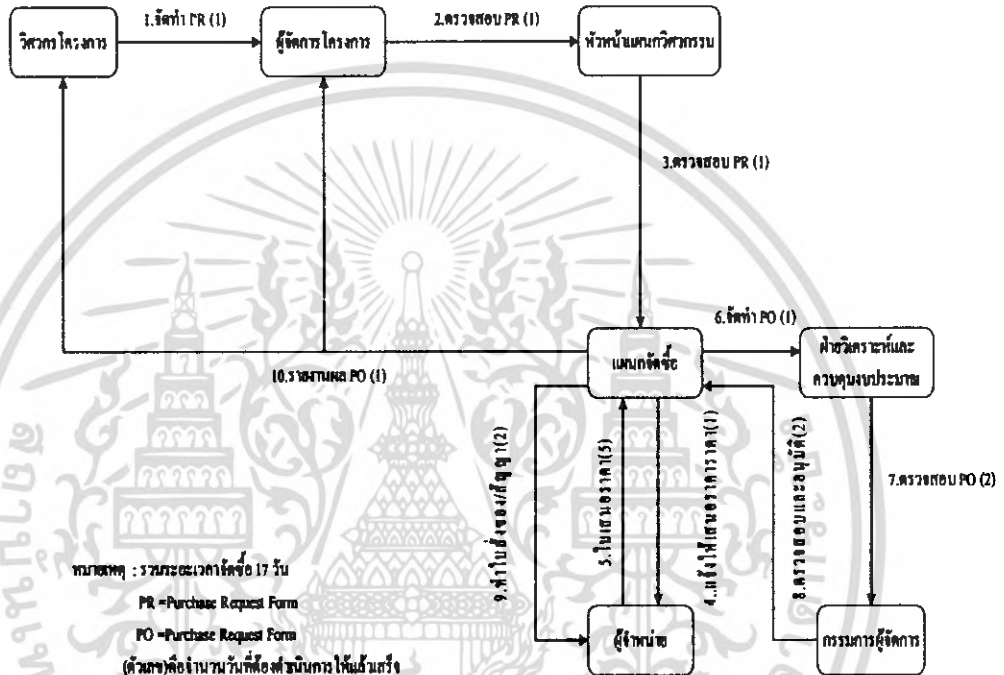 1.จัดทำ PR (1)
2.ตรวจสอบ PR (1)
วิศวกรโครงการ
ผู้จัดการโครงการ
หัวหน้าแผนกวิศวกรรม
3.ตรวจสอบ PR (1)
6.จัดทำ PO (1)
แผนกจัดซื้อ
ฝ่ายวิเคราะห์และ
ควบคุมงบประมาณ
10.รายงานผล PO (1)
9.ทำใบสั่งของ/สัญญา(2)
5.ใบเสนอราคา(5)
4..แจ้งให้เสนอราคาราคา(1)
8.ตรวจสอบและอนุมัติ(2)
7.ตรวจสอบ PO (2)
ผู้จำหน่าย
กรรมการผู้จัดการ
หมายเหตุ : รวมระยะเวลาจัดซื้อ 17 วัน
PR =Purchase Request Form
PO =Purchase Request Form
(ตัวเลข)คือจำนวนวันที่ต้องดำเนินการให้แล้วเสร็จ